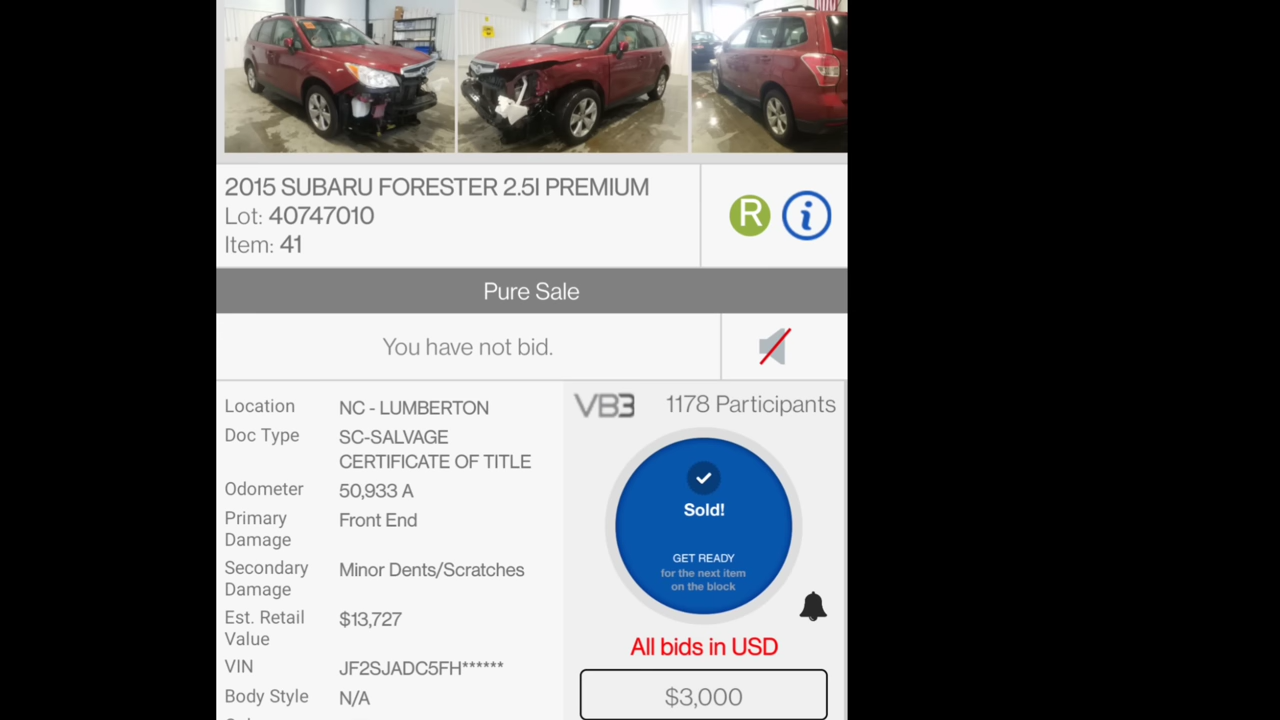 2015 SUBARU FORESTER 2.5I PREMIUM
Lot: 40747010
Item: 41
R
i
Pure Sale
You have not bid.
Location NC - LUMBERTON
Doc Type SC-SALVAGE
CERTIFICATE OF TITLE
Odometer 50,933 A
Primary Damage Front End
Secondary Damage Minor Dents/Scratches
Est. Retail Value $13,727
VIN JF2SJADC5FH******
Body Style N/A
VB3 1178 Participants
Sold!
GET READY
for the next item
on the block
All bids in USD
$3,000